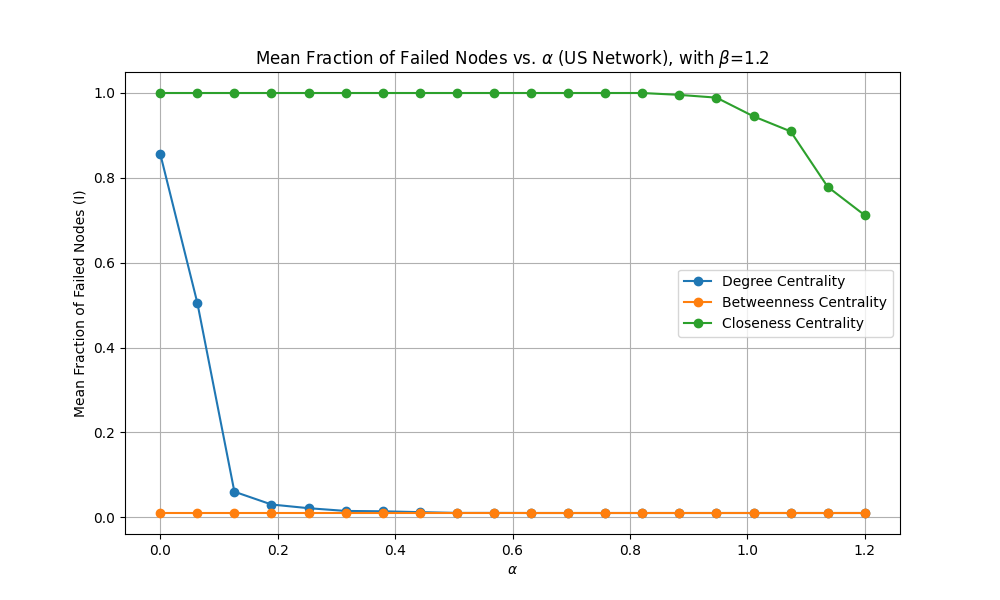 Mean Fraction of Failed Nodes vs. α (US Network), with β=1.2
Mean Fraction of Failed Nodes (I)
1.0
0.8
0.6
0.4
0.2
0.0
Degree Centrality
Betweenness Centrality
Closeness Centrality
0.0 0.2 0.4 0.6 0.8 1.0 1.2
α